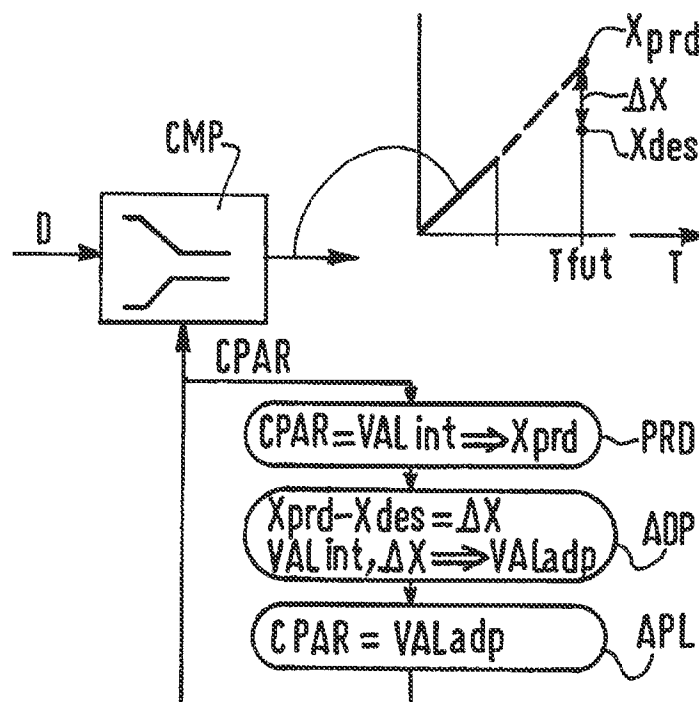 Xprd
ΔX
Xdes
CMP
D
Tfut T
CPAR
CPAR=VALint⇒Xprd
PRD
Xprd-Xdes=ΔX
VALint,ΔX⇒VALadp
ADP
CPAR = VALadp
APL